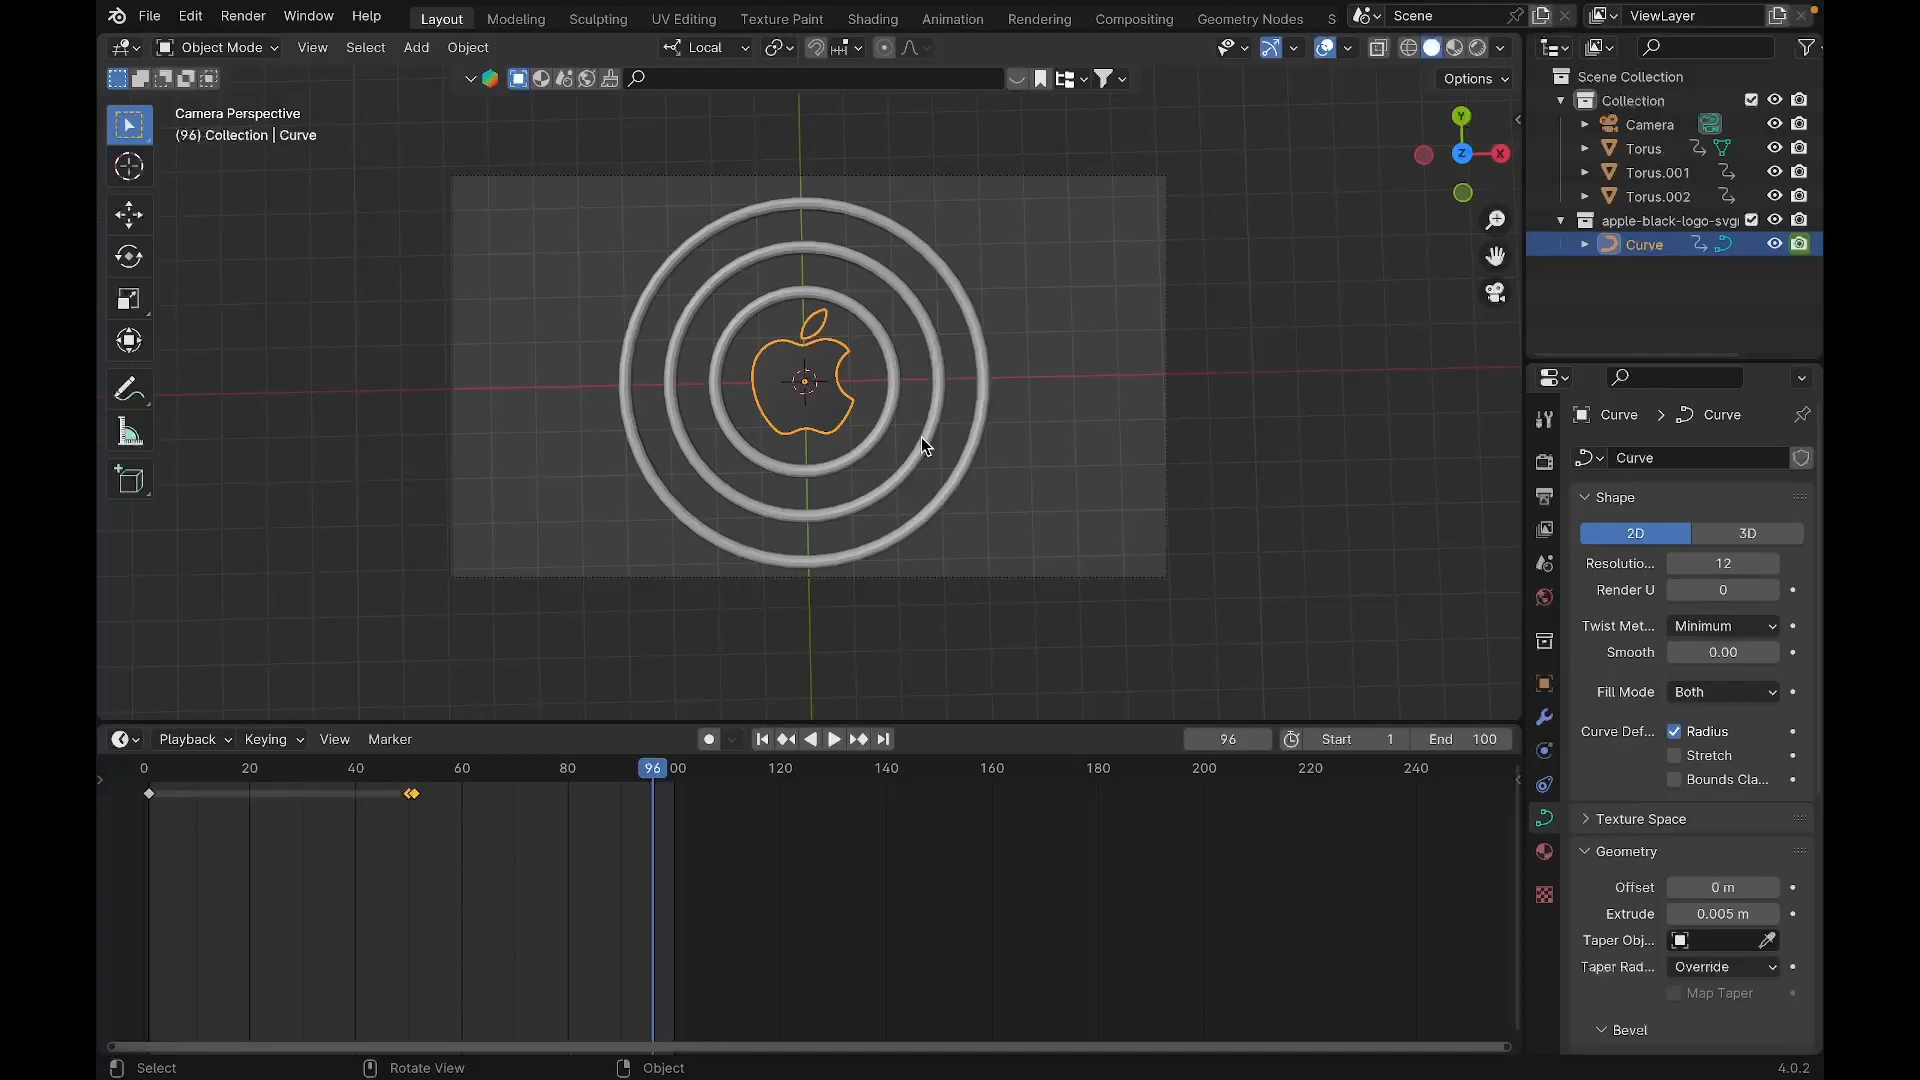 File Edit Render Window Help Layout Modeling Sculpting UV Editing Texture Paint Shading Animation Rendering Compositing Geometry Nodes S Scene ViewLayer
Object Mode View Select Add Object Local
Options
Camera Perspective
(96) Collection | Curve
Y
Z
X
Scene Collection
Collection
Camera
Torus
Torus.001
Torus.002
apple-black-logo-svg
Curve
Curve Curve
Curve
Shape
2D 3D
Resolutio... 12
Render U 0
Twist Met... Minimum
Smooth 0.00
Fill Mode Both
Curve Def... Radius
Stretch
Bounds Cla...
Texture Space
Geometry
Offset 0 m
Extrude 0.005 m
Taper Obj...
Taper Rad... Override
Map Taper
Bevel
Playback Keying View Marker 96 Start 1 End 100
0 20 40 60 80 96 00 120 140 160 180 200 220 240
Select Rotate View Object 4.0.2